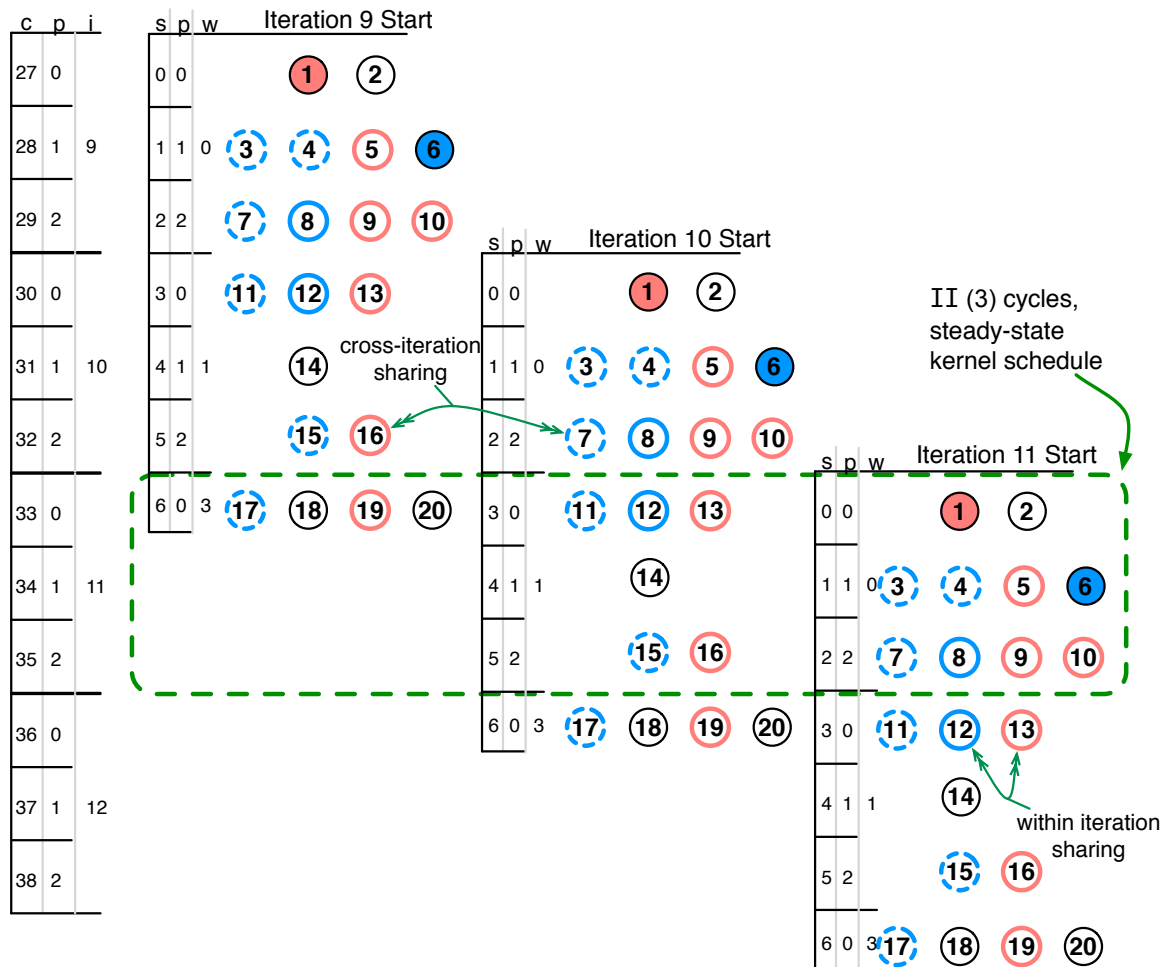 c p i
s p w
Iteration 9 Start
27 0
0 0
1 2
28 1 9
1 1 0
3 4 5 6
29 2
2 2
7 8 9 10
s p w
Iteration 10 Start
30 0
3 0
11 12 13
0 0
1 2
II (3) cycles,
steady-state
kernel schedule
31 1 10
4 1 1
14
cross-iteration
sharing
1 1 0
3 4 5 6
32 2
5 2
15 16
2 2
7 8 9 10
s p w
Iteration 11 Start
33 0
6 0 3
17 18 19 20
3 0
11 12 13
0 0
1 2
34 1 11
4 1 1
14
1 1 0
3 4 5 6
35 2
5 2
15 16
2 2
7 8 9 10
36 0
6 0 3
17 18 19 20
3 0
11 12 13
37 1 12
4 1 1
14
within iteration
sharing
38 2
5 2
15 16
6 0 3
17 18 19 20